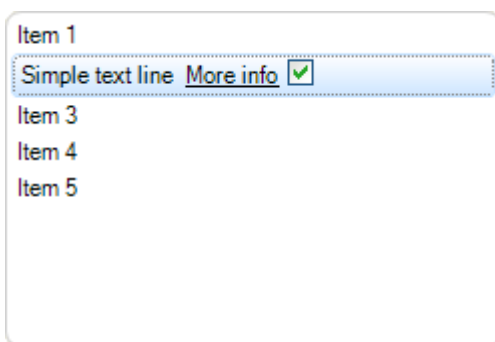 Item 1
Simple text line More info
Item 3
Item 4
Item 5